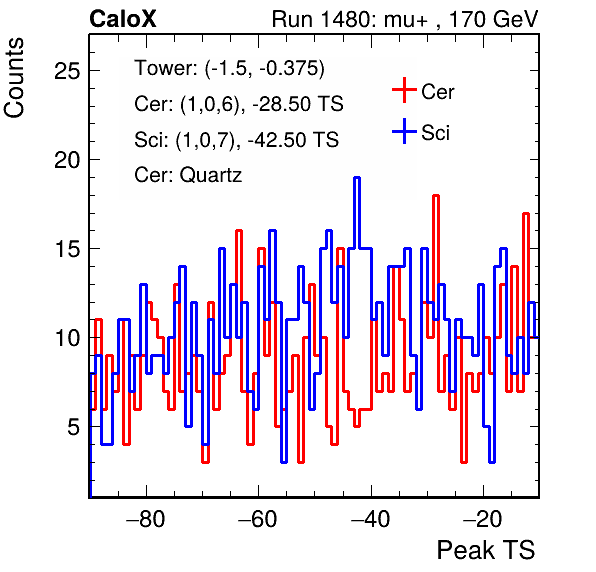 CaloX Run 1480: mu+ , 170 GeV
Counts
Tower: (-1.5, -0.375)
Cer: (1,0,6), -28.50 TS
Sci: (1,0,7), -42.50 TS
Cer: Quartz
Cer
Sci
25
20
15
10
5
−80 −60 −40 −20
Peak TS